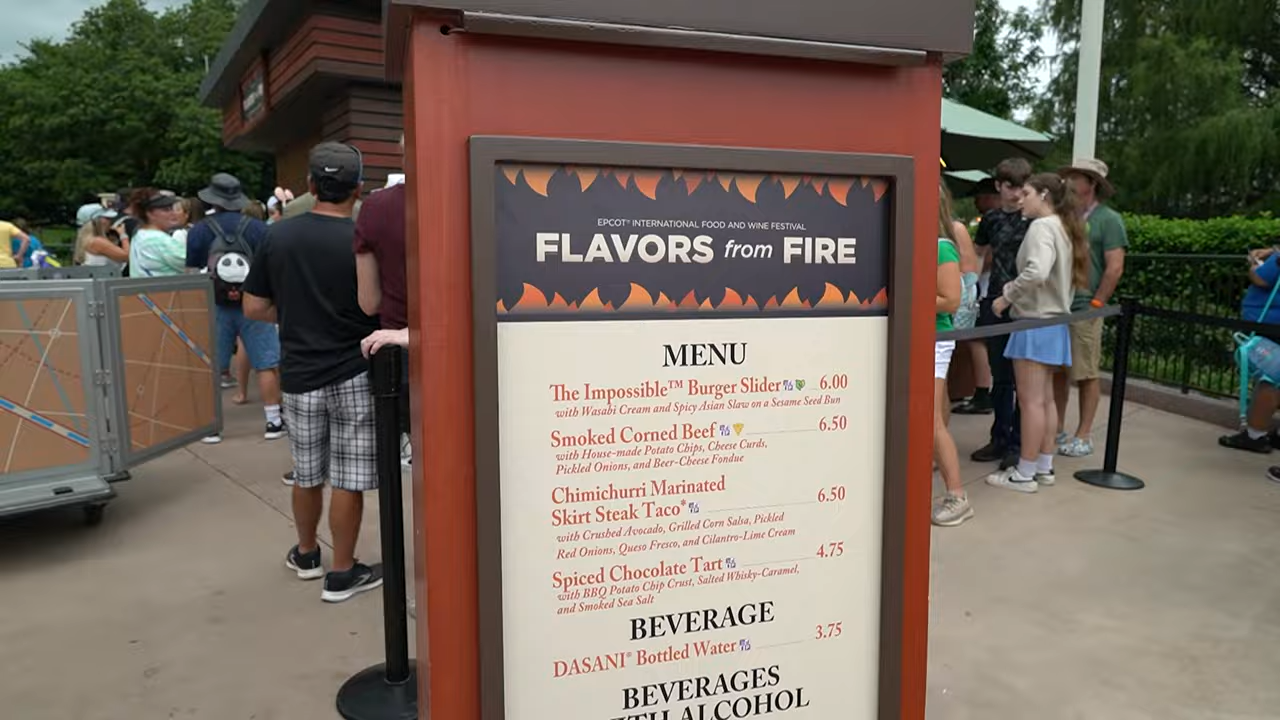 EPCOT® INTERNATIONAL FOOD AND WINE FESTIVAL
FLAVORS from FIRE
MENU
The Impossible™ Burger Slider 6.00
with Wasabi Cream and Spicy Asian Slaw on a Sesame Seed Bun
Smoked Corned Beef 6.50
with House-made Potato Chips, Cheese Curds,
Pickled Onions, and Beer-Cheese Fondue
Chimichurri Marinated
Skirt Steak Taco* 6.50
with Crushed Avocado, Grilled Corn Salsa, Pickled
Red Onions, Queso Fresco, and Cilantro-Lime Cream
Spiced Chocolate Tart 4.75
with BBQ Potato Chip Crust, Salted Whisky-Caramel,
and Smoked Sea Salt
BEVERAGE
DASANI® Bottled Water 3.75
BEVERAGES
WITH ALCOHOL